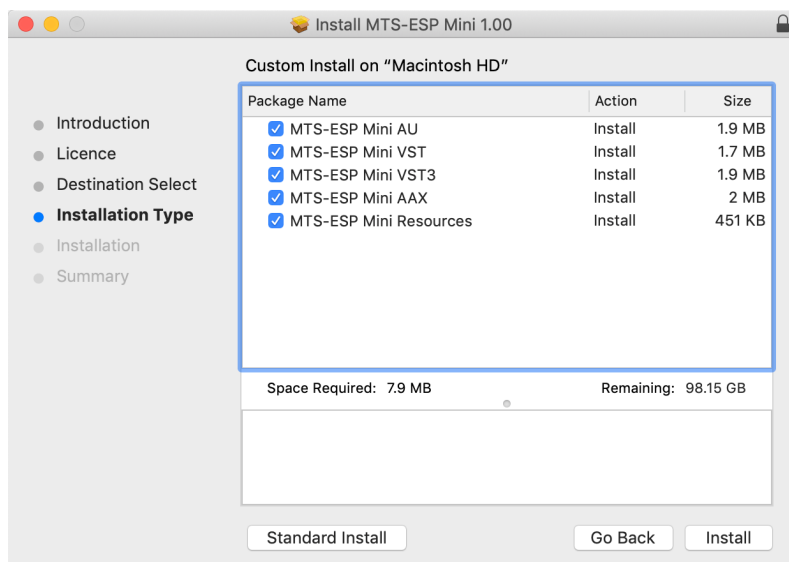 Install MTS-ESP Mini 1.00
Custom Install on “Macintosh HD”
Introduction
Licence
Destination Select
Installation Type
Installation
Summary
Package Name Action Size
MTS-ESP Mini AU Install 1.9 MB
MTS-ESP Mini VST Install 1.7 MB
MTS-ESP Mini VST3 Install 1.9 MB
MTS-ESP Mini AAX Install 2 MB
MTS-ESP Mini Resources Install 451 KB
Space Required: 7.9 MB Remaining: 98.15 GB
Standard Install Go Back Install